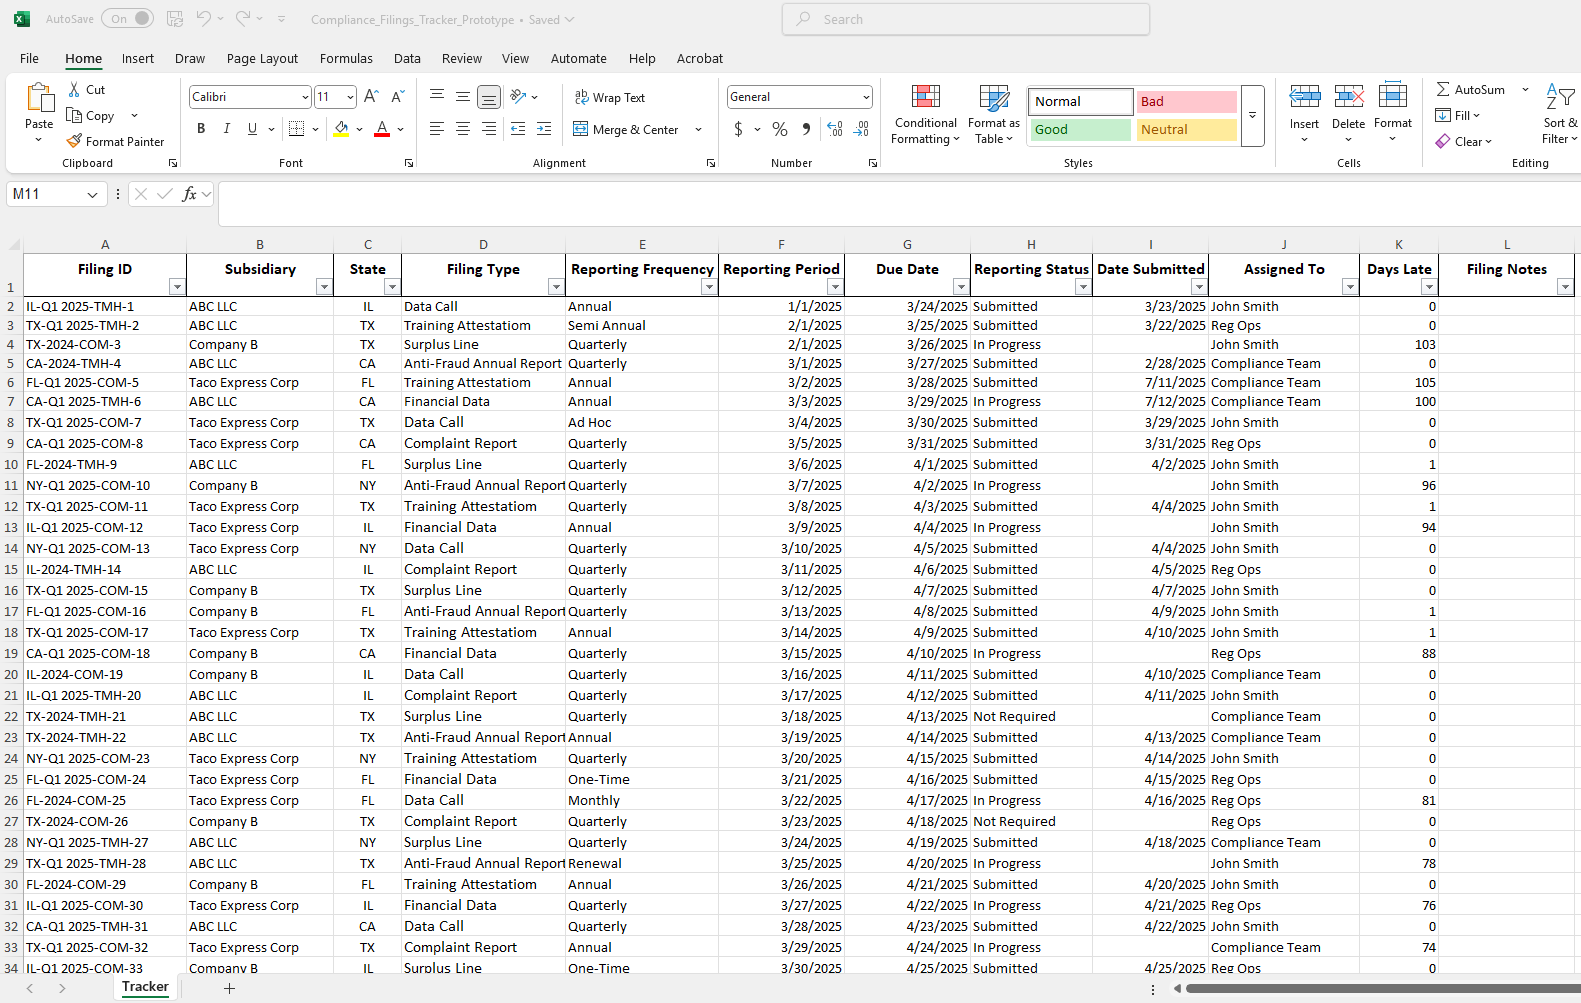 AutoSave On Compliance_Filings_Tracker_Prototype • Saved Search
File Home Insert Draw Page Layout Formulas Data Review View Automate Help Acrobat
Paste Cut Copy Format Painter Clipboard
Calibri 11 B I U A Font
Wrap Text Merge & Center Alignment
General $ % Number
Conditional Formatting Format as Table Normal Bad Good Neutral Styles
Insert Delete Format Cells
AutoSum Fill Clear Sort & Filter Editing
M11 fx
A B C D E F G H I J K L
1 Filing ID Subsidiary State Filing Type Reporting Frequency Reporting Period Due Date Reporting Status Date Submitted Assigned To Days Late Filing Notes
2 IL-Q1 2025-TMH-1 ABC LLC IL Data Call Annual 1/1/2025 3/24/2025 Submitted 3/23/2025 John Smith 0
3 TX-Q1 2025-TMH-2 ABC LLC TX Training Attestatiom Semi Annual 2/1/2025 3/25/2025 Submitted 3/22/2025 Reg Ops 0
4 TX-2024-COM-3 Company B TX Surplus Line Quarterly 2/1/2025 3/26/2025 In Progress John Smith 103
5 CA-2024-TMH-4 ABC LLC CA Anti-Fraud Annual Report Quarterly 3/1/2025 3/27/2025 Submitted 2/28/2025 Compliance Team 0
6 FL-Q1 2025-COM-5 Taco Express Corp FL Training Attestatiom Annual 3/2/2025 3/28/2025 Submitted 7/11/2025 Compliance Team 105
7 CA-Q1 2025-TMH-6 ABC LLC CA Financial Data Annual 3/3/2025 3/29/2025 In Progress 7/12/2025 Compliance Team 100
8 TX-Q1 2025-COM-7 Taco Express Corp TX Data Call Ad Hoc 3/4/2025 3/30/2025 Submitted 3/29/2025 John Smith 0
9 CA-Q1 2025-COM-8 Taco Express Corp CA Complaint Report Quarterly 3/5/2025 3/31/2025 Submitted 3/31/2025 Reg Ops 0
10 FL-2024-TMH-9 ABC LLC FL Surplus Line Quarterly 3/6/2025 4/1/2025 Submitted 4/2/2025 John Smith 1
11 NY-Q1 2025-COM-10 Company B NY Anti-Fraud Annual Report Quarterly 3/7/2025 4/2/2025 In Progress John Smith 96
12 TX-Q1 2025-COM-11 Taco Express Corp TX Training Attestatiom Quarterly 3/8/2025 4/3/2025 Submitted 4/4/2025 John Smith 1
13 IL-Q1 2025-COM-12 Taco Express Corp IL Financial Data Annual 3/9/2025 4/4/2025 In Progress John Smith 94
14 NY-Q1 2025-COM-13 Taco Express Corp NY Data Call Quarterly 3/10/2025 4/5/2025 Submitted 4/4/2025 John Smith 0
15 IL-2024-TMH-14 ABC LLC IL Complaint Report Quarterly 3/11/2025 4/6/2025 Submitted 4/5/2025 Reg Ops 0
16 TX-Q1 2025-COM-15 Company B TX Surplus Line Quarterly 3/12/2025 4/7/2025 Submitted 4/7/2025 John Smith 0
17 FL-Q1 2025-COM-16 Company B FL Anti-Fraud Annual Report Quarterly 3/13/2025 4/8/2025 Submitted 4/9/2025 John Smith 1
18 TX-Q1 2025-COM-17 Taco Express Corp TX Training Attestatiom Annual 3/14/2025 4/9/2025 Submitted 4/10/2025 John Smith 1
19 CA-Q1 2025-COM-18 Company B CA Financial Data Quarterly 3/15/2025 4/10/2025 In Progress Reg Ops 88
20 IL-2024-COM-19 Company B IL Data Call Quarterly 3/16/2025 4/11/2025 Submitted 4/10/2025 Compliance Team 0
21 IL-Q1 2025-TMH-20 ABC LLC IL Complaint Report Quarterly 3/17/2025 4/12/2025 Submitted 4/11/2025 John Smith 0
22 TX-2024-TMH-21 ABC LLC TX Surplus Line Quarterly 3/18/2025 4/13/2025 Not Required Compliance Team 0
23 TX-2024-TMH-22 ABC LLC TX Anti-Fraud Annual Report Annual 3/19/2025 4/14/2025 Submitted 4/13/2025 Compliance Team 0
24 NY-Q1 2025-COM-23 Taco Express Corp NY Training Attestatiom Quarterly 3/20/2025 4/15/2025 Submitted 4/14/2025 John Smith 0
25 FL-Q1 2025-COM-24 Taco Express Corp FL Financial Data One-Time 3/21/2025 4/16/2025 Submitted 4/15/2025 Reg Ops 0
26 FL-2024-COM-25 Taco Express Corp FL Data Call Monthly 3/22/2025 4/17/2025 In Progress 4/16/2025 Reg Ops 81
27 TX-2024-COM-26 Company B TX Complaint Report Quarterly 3/23/2025 4/18/2025 Not Required Reg Ops 0
28 NY-Q1 2025-TMH-27 ABC LLC NY Surplus Line Quarterly 3/24/2025 4/19/2025 Submitted 4/18/2025 Compliance Team 0
29 TX-Q1 2025-TMH-28 ABC LLC TX Anti-Fraud Annual Report Renewal 3/25/2025 4/20/2025 In Progress John Smith 78
30 FL-2024-COM-29 Company B FL Training Attestatiom Annual 3/26/2025 4/21/2025 Submitted 4/20/2025 John Smith 0
31 IL-Q1 2025-COM-30 Taco Express Corp IL Financial Data Quarterly 3/27/2025 4/22/2025 In Progress 4/21/2025 Reg Ops 76
32 CA-Q1 2025-TMH-31 ABC LLC CA Data Call Quarterly 3/28/2025 4/23/2025 Submitted 4/22/2025 John Smith 0
33 TX-Q1 2025-COM-32 Taco Express Corp TX Complaint Report Annual 3/29/2025 4/24/2025 In Progress Compliance Team 74
34 IL-Q1 2025-COM-33 Company B IL Surplus Line One-Time 3/30/2025 4/25/2025 Submitted 4/25/2025 Reg Ops 0
Tracker